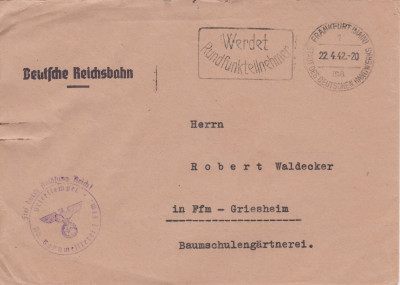 Werdet
Rundfunkteilnehmer
FRANKFURT (MAIN)
22.4.42.-20
Deutsche Reichsbahn
Herrn
Robert Waldecker
in Ffm - Griesheim
Baumschulengärtnerei.